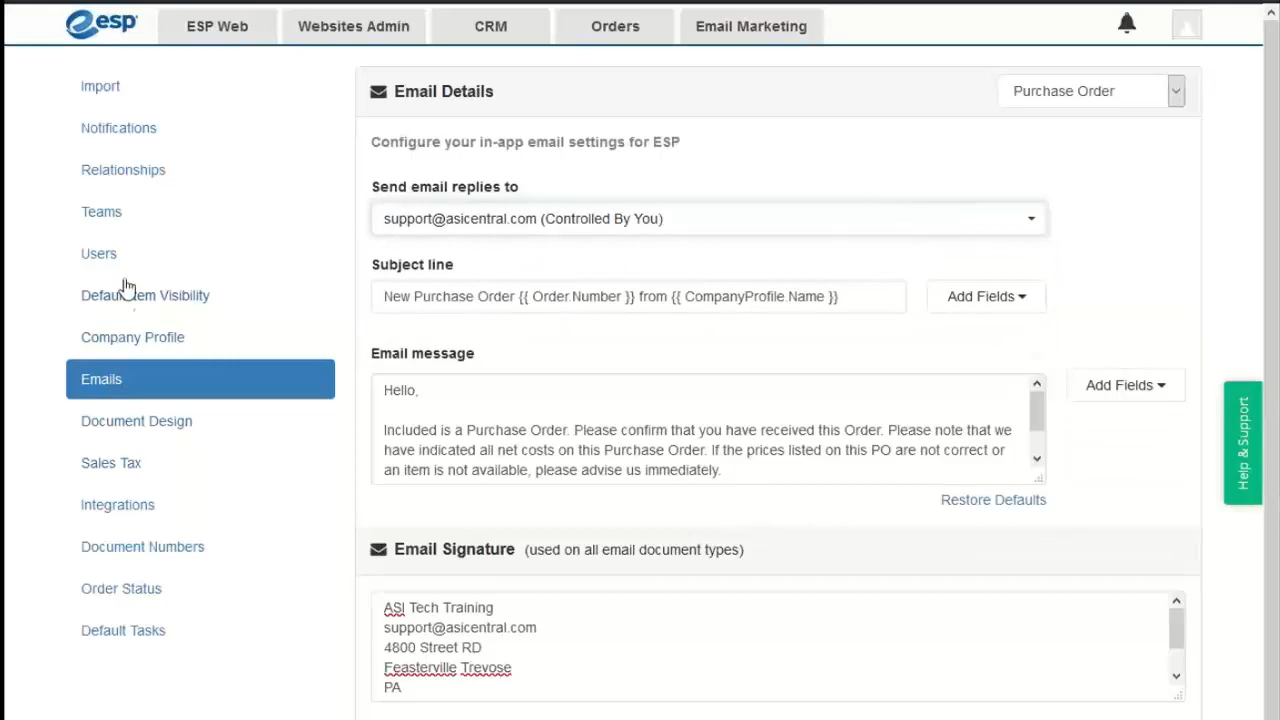 esp
ESP Web
Websites Admin
CRM
Orders
Email Marketing
Import
Notifications
Relationships
Teams
Users
Default Item Visibility
Company Profile
Emails
Document Design
Sales Tax
Integrations
Document Numbers
Order Status
Default Tasks
Email Details
Purchase Order
Configure your in-app email settings for ESP
Send email replies to
support@asicentral.com (Controlled By You)
Subject line
New Purchase Order {{ Order.Number }} from {{ CompanyProfile.Name }}
Add Fields
Email message
Hello,
Included is a Purchase Order. Please confirm that you have received this Order. Please note that we
have indicated all net costs on this Purchase Order. If the prices listed on this PO are not correct or
an item is not available, please advise us immediately.
Add Fields
Restore Defaults
Email Signature (used on all email document types)
ASI Tech Training
support@asicentral.com
4800 Street RD
Feasterville Trevose
PA
Help & Support